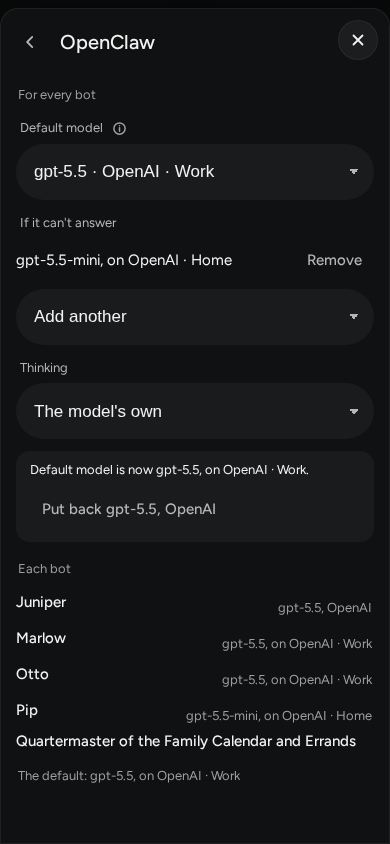 OpenClaw
For every bot
Default model
gpt-5.5 · OpenAI · Work
If it can't answer
gpt-5.5-mini, on OpenAI · Home Remove
Add another
Thinking
The model's own
Default model is now gpt-5.5, on OpenAI · Work.
Put back gpt-5.5, OpenAI
Each bot
Juniper gpt-5.5, OpenAI
Marlow gpt-5.5, on OpenAI · Work
Otto gpt-5.5, on OpenAI · Work
Pip gpt-5.5-mini, on OpenAI · Home
Quartermaster of the Family Calendar and Errands
The default: gpt-5.5, on OpenAI · Work